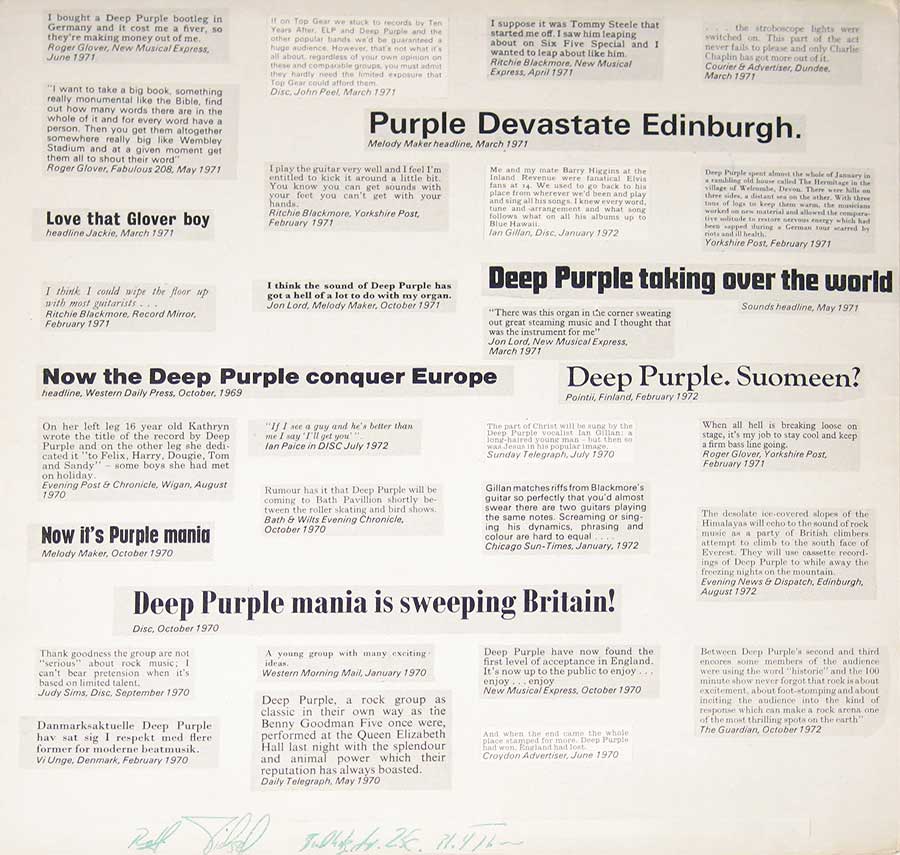 I bought a Deep Purple bootleg in
Germany and it cost me a fiver, so
they're making money out of me.
Roger Glover, New Musical Express,
June 1971
If on Top Gear we stuck to records by Ten
Years After, ELP and Deep Purple and the
other popular bands we'd be guaranteed a
huge audience. However, that's not what it's
all about, regardless of your own opinion on
these and comparable groups, you must admit
they hardly need the limited exposure that
Top Gear could afford them.
Disc, John Peel, March 1971
I suppose it was Tommy Steele that
started me off. I saw him leaping
about on Six Five Special and I
wanted to leap about like him.
Ritchie Blackmore, New Musical
Express, April 1971
. . . the stroboscope lights were
switched on. This part of the act
never fails to please and only Charlie
Chaplin has got more out of it.
Courier & Advertiser, Dundee,
March 1971
"I want to take a big book, something
really monumental like the Bible, find
out how many words there are in the
whole of it and for every word have a
person. Then you get them altogether
somewhere really big like Wembley
Stadium and at a given moment get
them all to shout their word"
Roger Glover, Fabulous 208, May 1971
Purple Devastate Edinburgh.
Melody Maker headline, March 1971
I play the guitar very well and I feel I'm
entitled to kick it around a little bit.
You know you can get sounds with
your feet you can't get with your
hands.
Ritchie Blackmore, Yorkshire Post,
February 1971
Me and my mate Barry Higgins at the
Inland Revenue were fanatical Elvis
fans at 14. We used to go back to his
place from wherever we'd been and play
and sing all his songs. I knew every word,
tune and arrangement and what song
follows what on all his albums up to
Blue Hawaii.
Ian Gillan, Disc, January 1972
Deep Purple spent almost the whole of January in
a rambling old house called The Hermitage in the
village of Welcombe, Devon. There were hills on
three sides, a distant sea on the other. With three
tons of logs to keep them warm, the musicians
worked on new material and allowed the compara-
tive solitude to restore nervous energy which had
been sapped during a German tour scarred by
riots and ill health.
Yorkshire Post, February 1971
Love that Glover boy
headline Jackie, March 1971
I think I could wipe the floor up
with most guitarists . . .
Ritchie Blackmore, Record Mirror,
February 1971
I think the sound of Deep Purple has
got a hell of a lot to do with my organ.
Jon Lord, Melody Maker, October 1971
Deep Purple taking over the world
Sounds headline, May 1971
"There was this organ in the corner sweating
out great steaming music and I thought that
was the instrument for me"
Jon Lord, New Musical Express,
March 1971
Now the Deep Purple conquer Europe
headline, Western Daily Press, October, 1969
Deep Purple. Suomeen?
Pointii, Finland, February 1972
On her left leg 16 year old Kathryn
wrote the title of the record by Deep
Purple and on the other leg she dedi-
cated it "to Felix, Harry, Dougie, Tom
and Sandy" – some boys she had met
on holiday.
Evening Post & Chronicle, Wigan, August
1970
"If I see a guy and he's better than
me I say 'I'll get you'"
Ian Paice in DISC July 1972
The part of Christ will be sung by the
Deep Purple vocalist Ian Gillan: a
long-haired young man – but then so
was Jesus in his popular image.
Sunday Telegraph, July 1970
When all hell is breaking loose on
stage, it's my job to stay cool and keep
a firm bass line going.
Roger Glover, Yorkshire Post,
February 1971
Rumour has it that Deep Purple will be
coming to Bath Pavillion shortly be-
tween the roller skating and bird shows.
Bath & Wilts Evening Chronicle,
October 1970
Gillan matches riffs from Blackmore's
guitar so perfectly that you'd almost
swear there are two guitars playing
the same notes. Screaming or sing-
ing his dynamics, phrasing and
colour are hard to equal . . . .
Chicago Sun-Times, January, 1972
The desolate ice-covered slopes of the
Himalayas will echo to the sound of rock
music as a party of British climbers
attempt to climb to the south face of
Everest. They will use cassette record-
ings of Deep Purple to while away the
freezing nights on the mountain.
Evening News & Dispatch, Edinburgh,
August 1972
Now it's Purple mania
Melody Maker, October 1970
Deep Purple mania is sweeping Britain!
Disc, October 1970
Thank goodness the group are not
"serious" about rock music; I
can't bear pretension when it's
based on limited talent.
Judy Sims, Disc, September 1970
A young group with many exciting
ideas.
Western Morning Mail, January 1970
Deep Purple have now found the
first level of acceptance in England.
It's now up to the public to enjoy . . .
enjoy . . . enjoy
New Musical Express, October 1970
Between Deep Purple's second and third
encores some members of the audience
were using the word "historic" and the 100
minute show never forgot that rock is about
excitement, about foot-stomping and about
inciting the audience into the kind of
response which can make a rock arena one
of the most thrilling spots on the earth"
The Guardian, October 1972
Danmarksaktuelle Deep Purple
hav sat sig I respekt med flere
former for moderne beatmusik.
Vi Unge, Denmark, February 1970
Deep Purple, a rock group as
classic in their own way as the
Benny Goodman Five once were,
performed at the Queen Elizabeth
Hall last night with the splendour
and animal power which their
reputation has always boasted.
Daily Telegraph, May 1970
And when the end came the whole
place stamped for more. Deep Purple
had won. England had lost.
Croydon Advertiser, June 1970